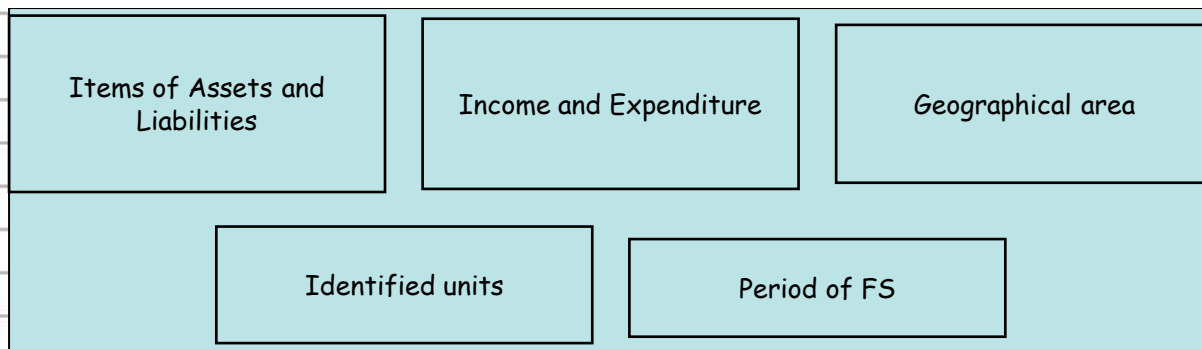 Items of Assets and
Liabilities
Income and Expenditure
Geographical area
Identified units
Period of FS